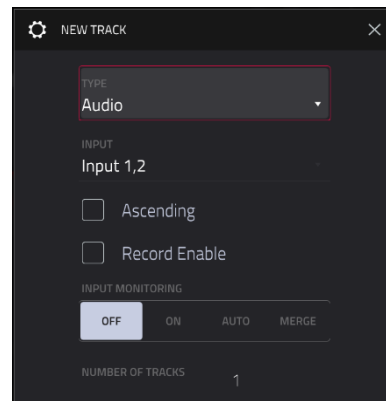 NEW TRACK
TYPE
Audio
INPUT
Input 1,2
Ascending
Record Enable
INPUT MONITORING
OFF ON AUTO MERGE
NUMBER OF TRACKS 1